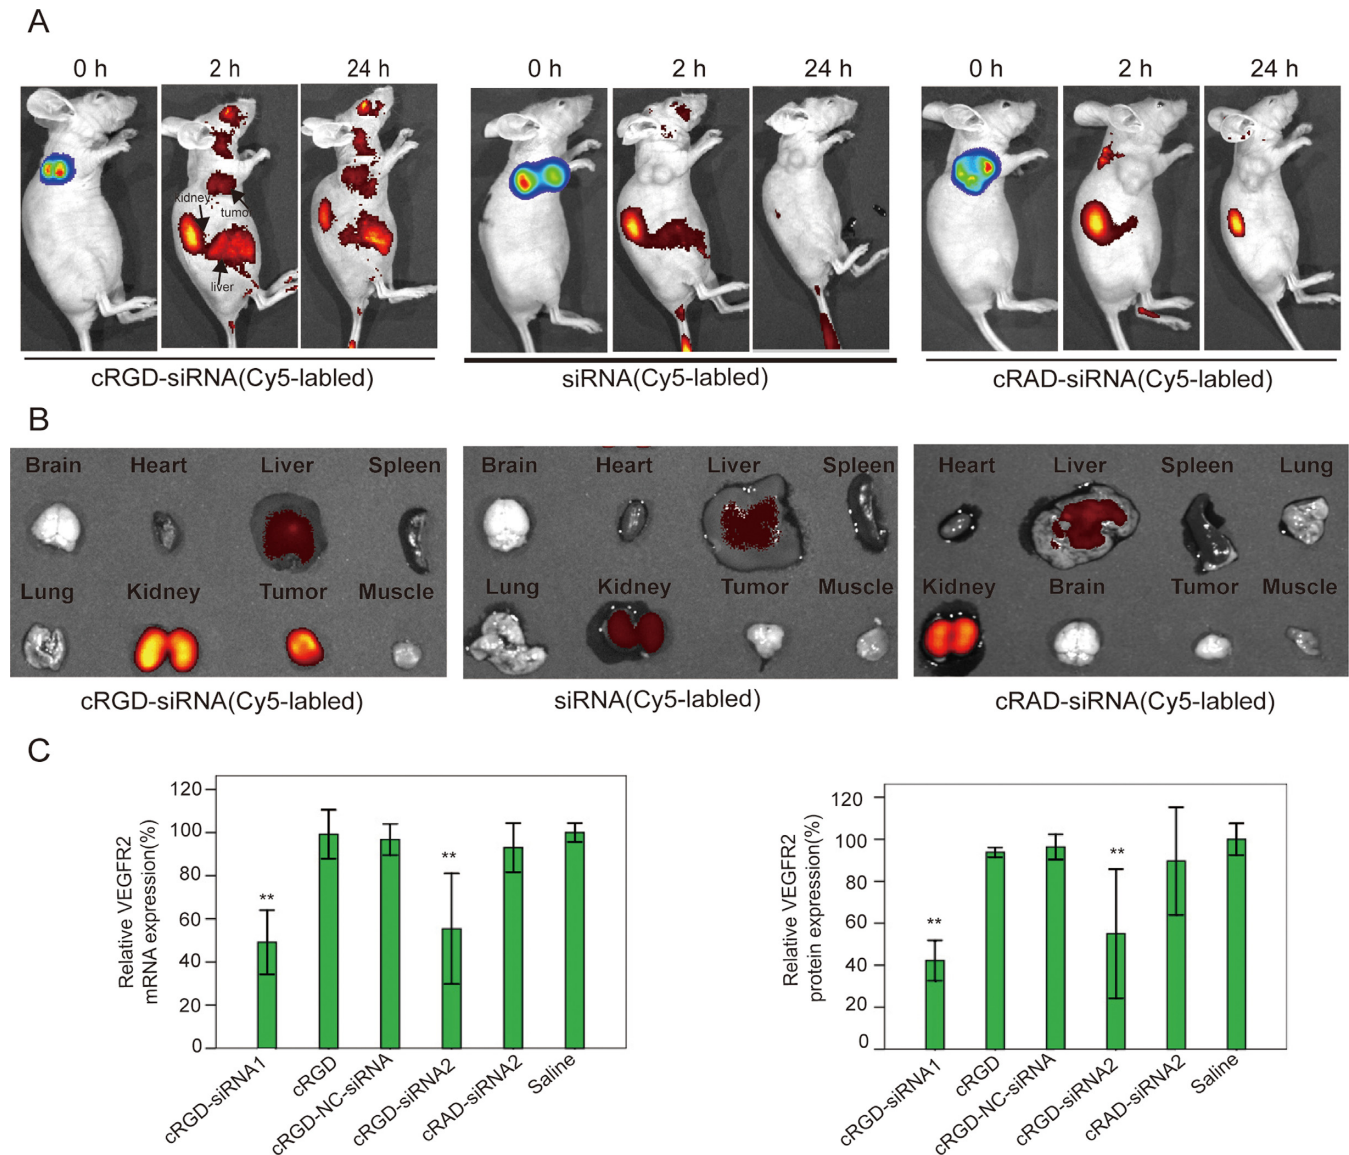 A
0 h 2 h 24 h 0 h 2 h 24 h 0 h 2 h 24 h
kidney
tumor
liver
cRGD-siRNA(Cy5-labled) siRNA(Cy5-labled) cRAD-siRNA(Cy5-labled)
B
Brain Heart Liver Spleen Brain Heart Liver Spleen Heart Liver Spleen Lung
Lung Kidney Tumor Muscle Lung Kidney Tumor Muscle Kidney Brain Tumor Muscle
cRGD-siRNA(Cy5-labled) siRNA(Cy5-labled) cRAD-siRNA(Cy5-labled)
C
Relative VEGFR2
mRNA expression(%)
120
100
80
60
40
20
0
**
**
cRGD-siRNA1
cRGD
cRGD-NC-siRNA
cRGD-siRNA2
cRAD-siRNA2
Saline
Relative VEGFR2
protein expression(%)
120
100
80
60
40
20
0
**
**
cRGD-siRNA1
cRGD
cRGD-NC-siRNA
cRGD-siRNA2
cRAD-siRNA2
Saline